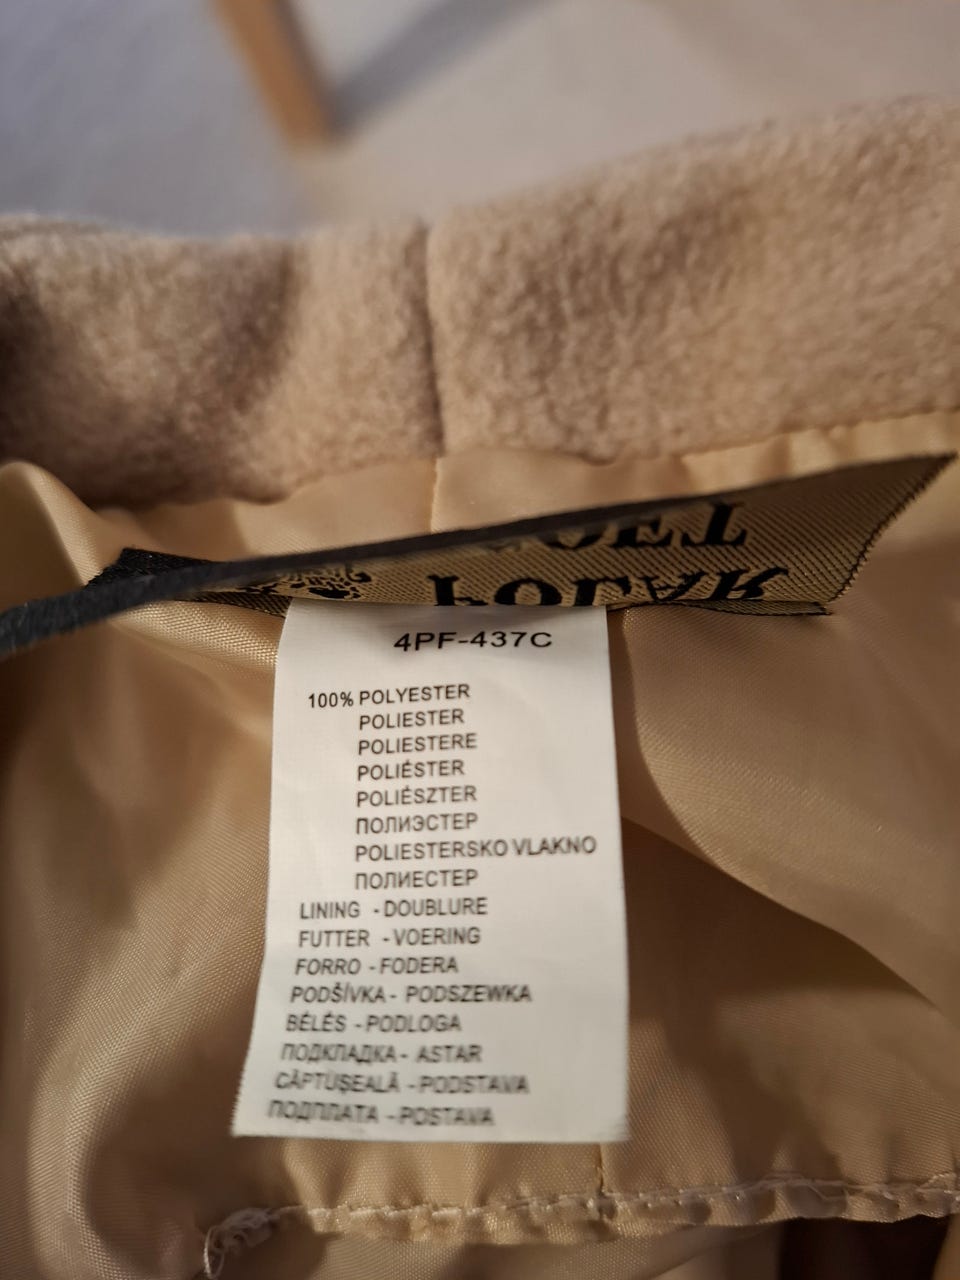 POLYAK
4PF-437C
100% POLYESTER
POLIESTER
POLIESTERE
POLIÉSTER
POLIÉSZTER
ПОЛИЭСТЕР
POLIESTERSKO VLAKNO
ПОЛИЕСТЕР
LINING - DOUBLURE
FUTTER - VOERING
FORRO - FODERA
PODŠÍVKA - PODSZEWKA
BÉLÉS - PODLOGA
ПОДКЛАДКА - ASTAR
CĂPTUŞEALĂ - PODSTAVA
ПОДПЛАТА - POSTAVA